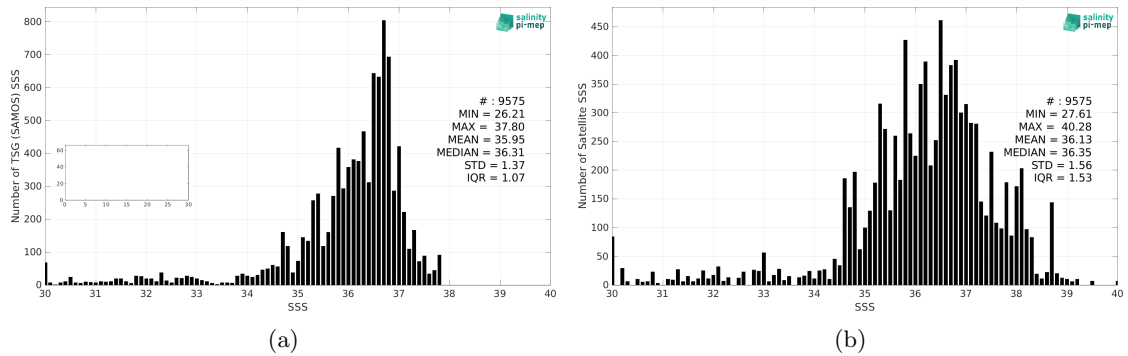 800
700
600
500
400
300
200
100
0
Number of TSG (SAMOS) SSS
salinity
pi-mep
# : 9575
MIN = 26.21
MAX = 37.80
MEAN = 35.95
MEDIAN = 36.31
STD = 1.37
IQR = 1.07
60
40
20
0
0 5 10 15 20 25 30
30 31 32 33 34 35 36 37 38 39 40
SSS
(a)
450
400
350
300
250
200
150
100
50
0
Number of Satellite SSS
salinity
pi-mep
# : 9575
MIN = 27.61
MAX = 40.28
MEAN = 36.13
MEDIAN = 36.35
STD = 1.56
IQR = 1.53
30 31 32 33 34 35 36 37 38 39 40
SSS
(b)